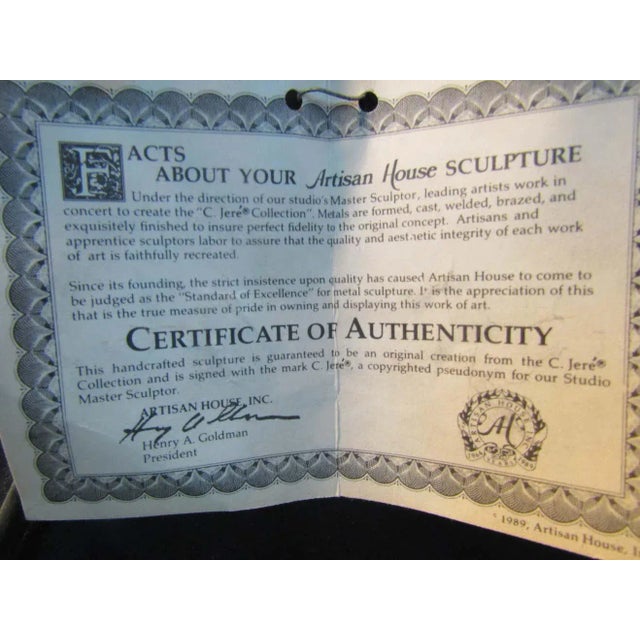 FACTS
ABOUT YOUR Artisan House SCULPTURE
Under the direction of our studio's Master Sculptor, leading artists work in
concert to create the "C. Jeré® Collection". Metals are formed, cast, welded, brazed, and
exquisitely finished to insure perfect fidelity to the original concept. Artisans and
apprentice sculptors labor to assure that the quality and aesthetic integrity of each work
of art is faithfully recreated.
Since its founding, the strict insistence upon quality has caused Artisan House to come to
be judged as the "Standard of Excellence" for metal sculpture. It is the appreciation of this
that is the true measure of pride in owning and displaying this work of art.
CERTIFICATE OF AUTHENTICITY
This handcrafted sculpture is guaranteed to be an original creation from the C. Jeré®
Collection and is signed with the mark C. Jeré®, a copyrighted pseudonym for our Studio
Master Sculptor.
ARTISAN HOUSE, INC.
Henry A. Goldman
President
ARTISAN HOUSE
AH
YEARS
1989, Artisan House, I